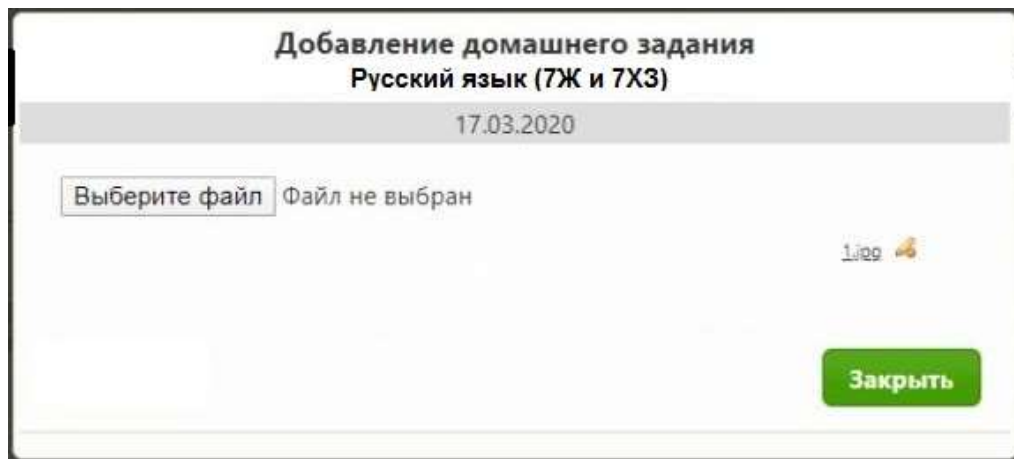 Добавление домашнего задания
Русский язык (7Ж и 7ХЗ)
17.03.2020
Выберите файл Файл не выбран
1.jpg
Закрыть